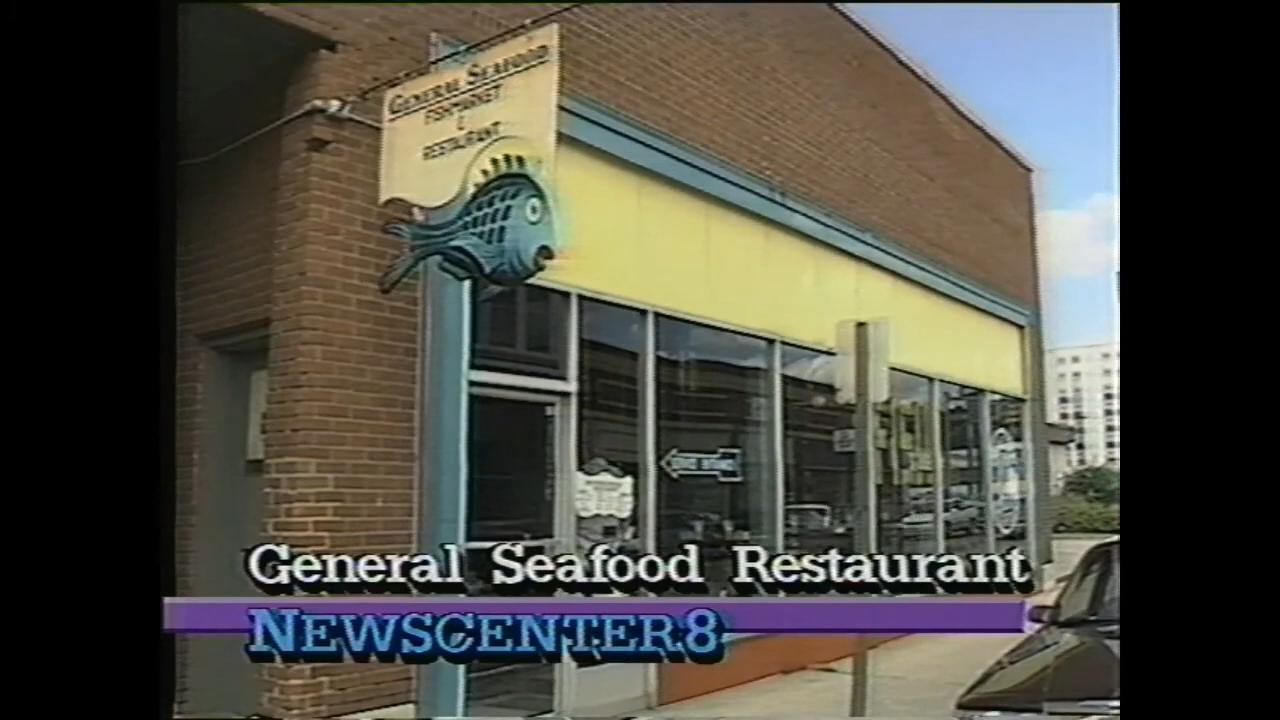 GENERAL SEAFOOD
FISHMARKET
&
RESTAURANT
General Seafood Restaurant
NEWSCENTER8